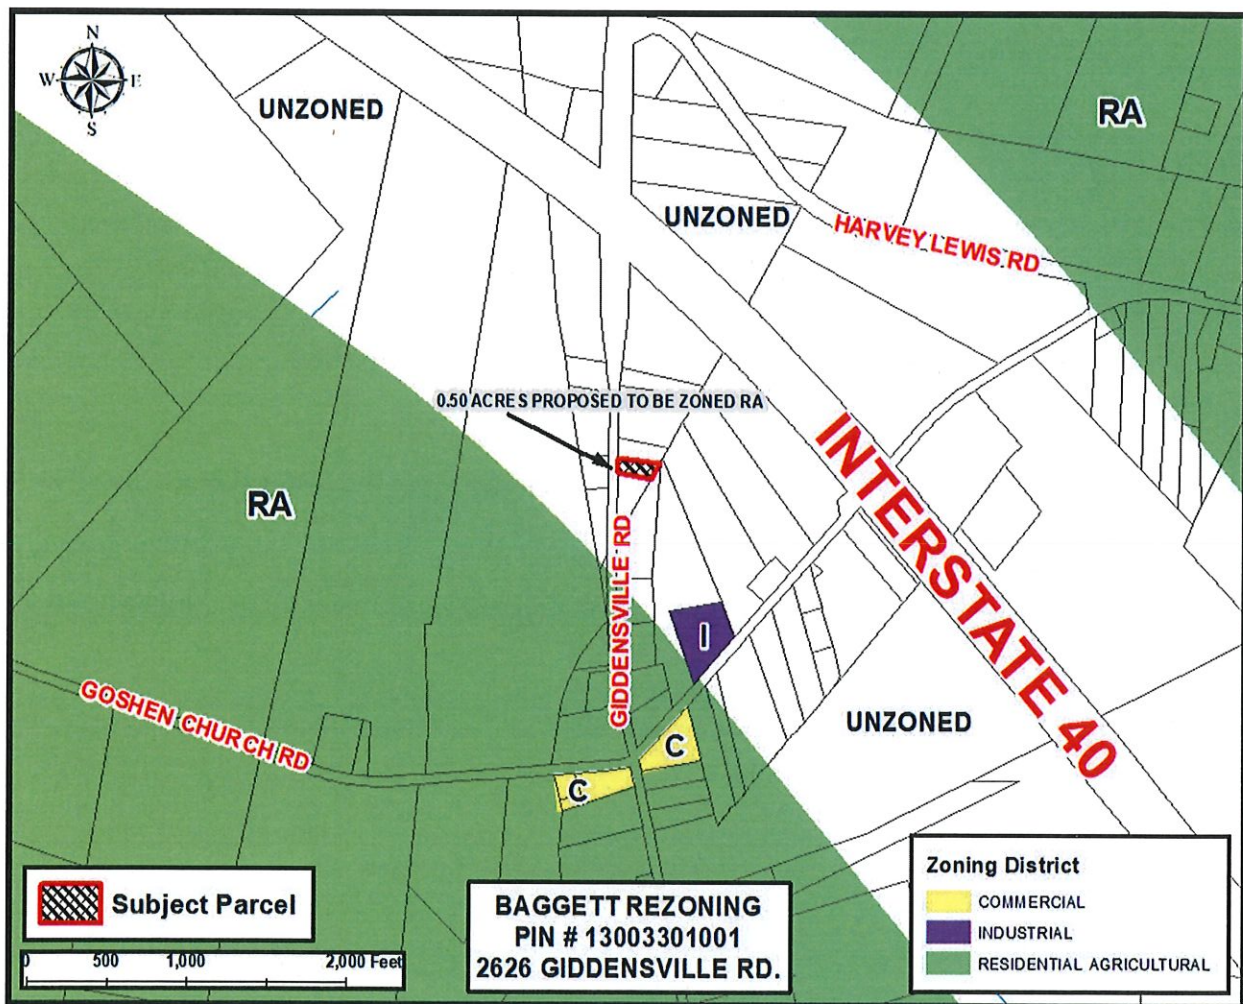 N
W E
S
UNZONED
RA
UNZONED
HARVEY LEWIS RD
0.50 ACRES PROPOSED TO BE ZONED RA
INTERSTATE 40
RA
GIDDENSVILLE RD
I
GOSHEN CHURCH RD
C
UNZONED
C
Subject Parcel
0 500 1,000 2,000 Feet
BAGGETT REZONING
PIN # 13003301001
2626 GIDDENSVILLE RD.
Zoning District
COMMERCIAL
INDUSTRIAL
RESIDENTIAL AGRICULTURAL